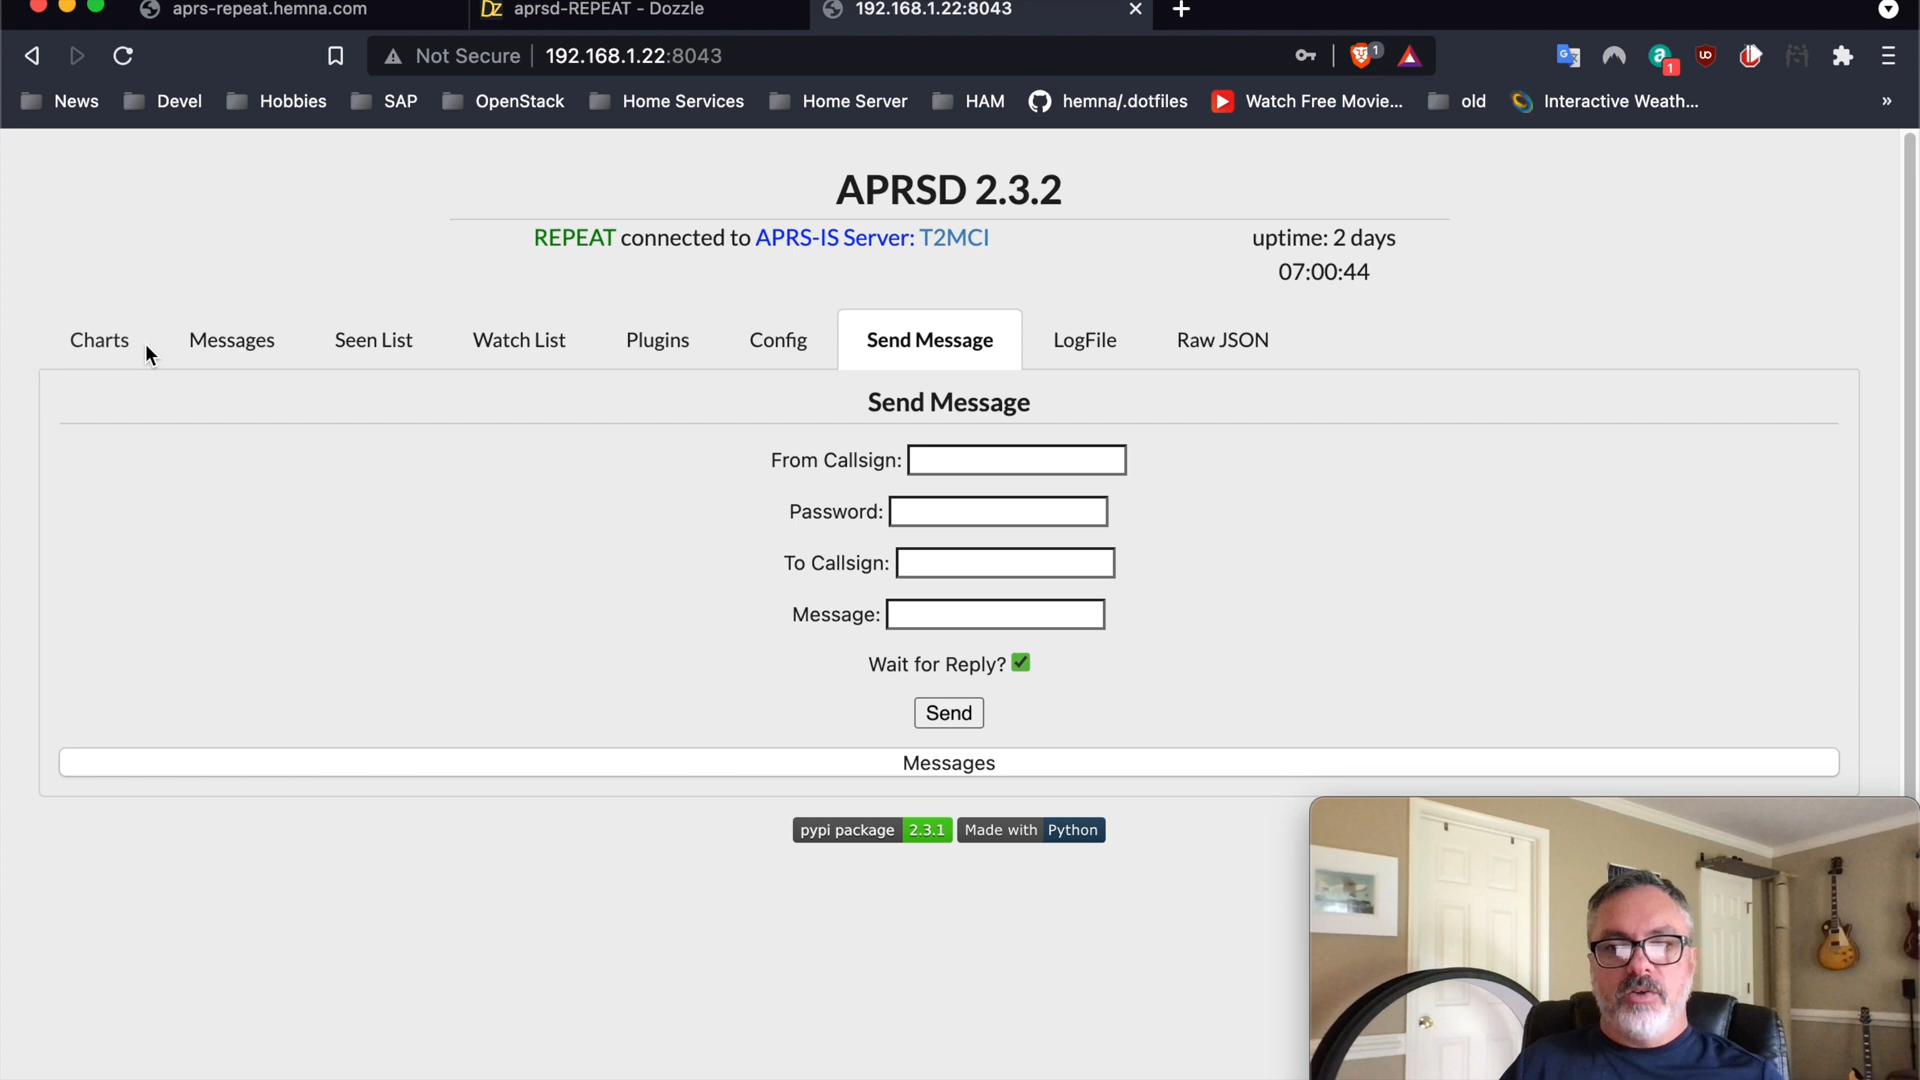 aprs-repeat.hemna.com
DZ aprsd-REPEAT - Dozzle
192.168.1.22:8043
Not Secure 192.168.1.22:8043
1
1
News Devel Hobbies SAP OpenStack Home Services Home Server HAM hemna/.dotfiles Watch Free Movie... old Interactive Weath... »
APRSD 2.3.2
REPEAT connected to APRS-IS Server: T2MCI
uptime: 2 days
07:00:44
Charts Messages Seen List Watch List Plugins Config Send Message LogFile Raw JSON
Send Message
From Callsign:
Password:
To Callsign:
Message:
Wait for Reply?
Send
Messages
pypi package 2.3.1 Made with Python